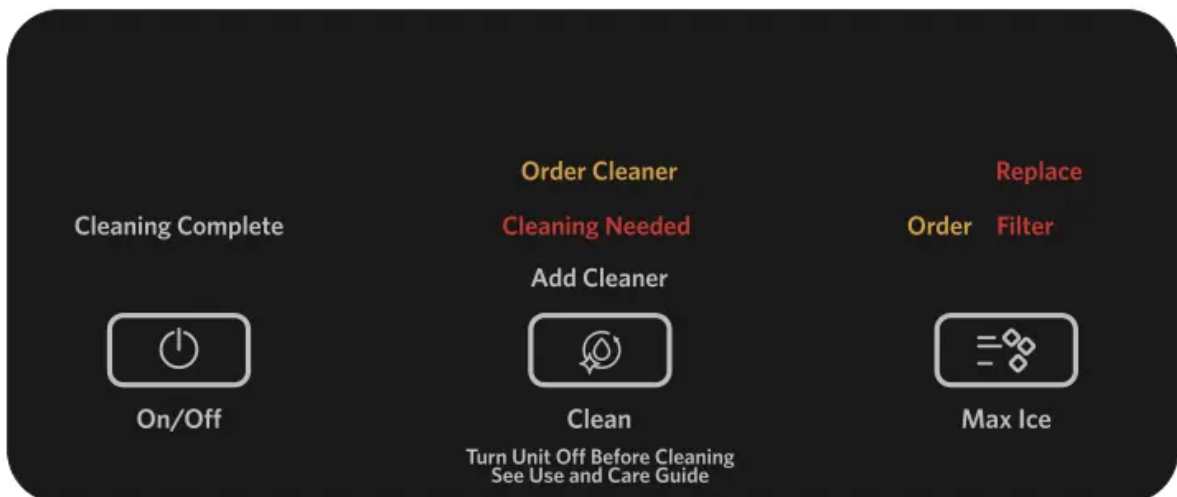 Order Cleaner
Replace
Cleaning Complete
Cleaning Needed
Order Filter
Add Cleaner
On/Off
Clean
Max Ice
Turn Unit Off Before Cleaning
See Use and Care Guide